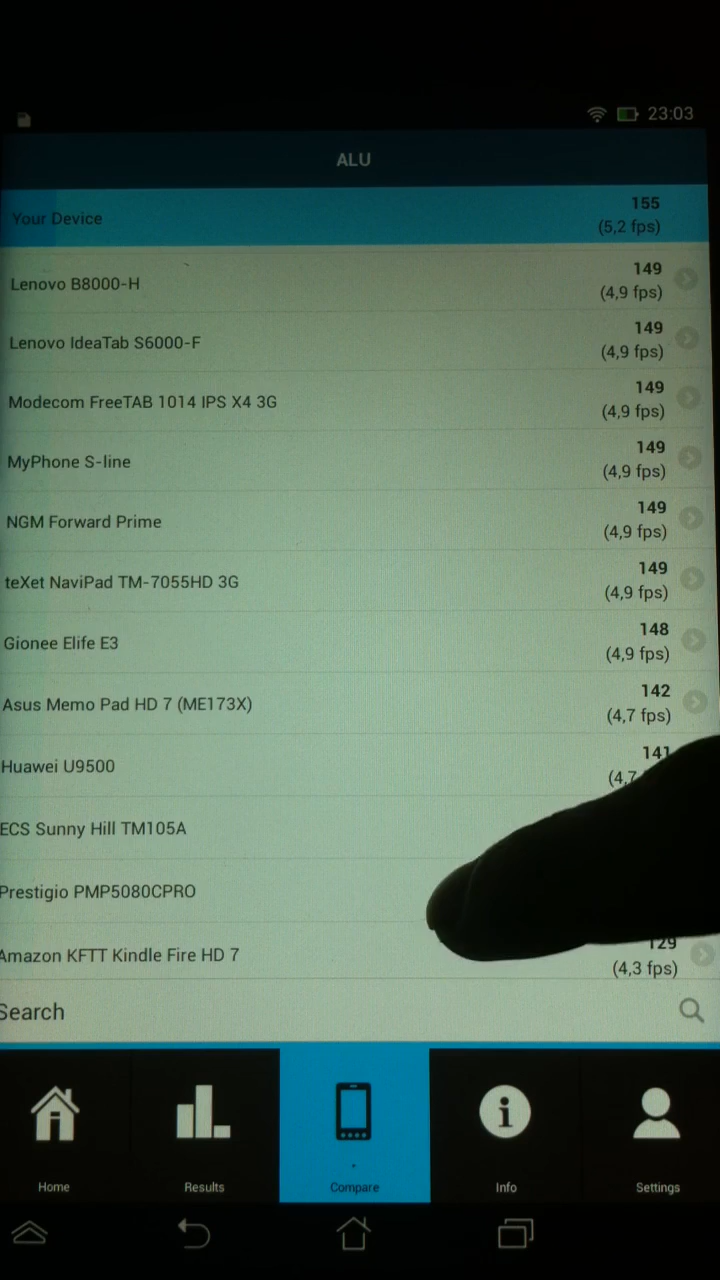 23:03
ALU
Your Device
155
(5,2 fps)
Lenovo B8000-H
149
(4,9 fps)
Lenovo IdeaTab S6000-F
149
(4,9 fps)
Modecom FreeTAB 1014 IPS X4 3G
149
(4,9 fps)
MyPhone S-line
149
(4,9 fps)
NGM Forward Prime
149
(4,9 fps)
teXet NaviPad TM-7055HD 3G
149
(4,9 fps)
Gionee Elife E3
148
(4,9 fps)
Asus Memo Pad HD 7 (ME173X)
142
(4,7 fps)
Huawei U9500
141
(4,7
ECS Sunny Hill TM105A
Prestigio PMP5080CPRO
Amazon KFTT Kindle Fire HD 7
129
(4,3 fps)
Search
Home
Results
Compare
Info
Settings